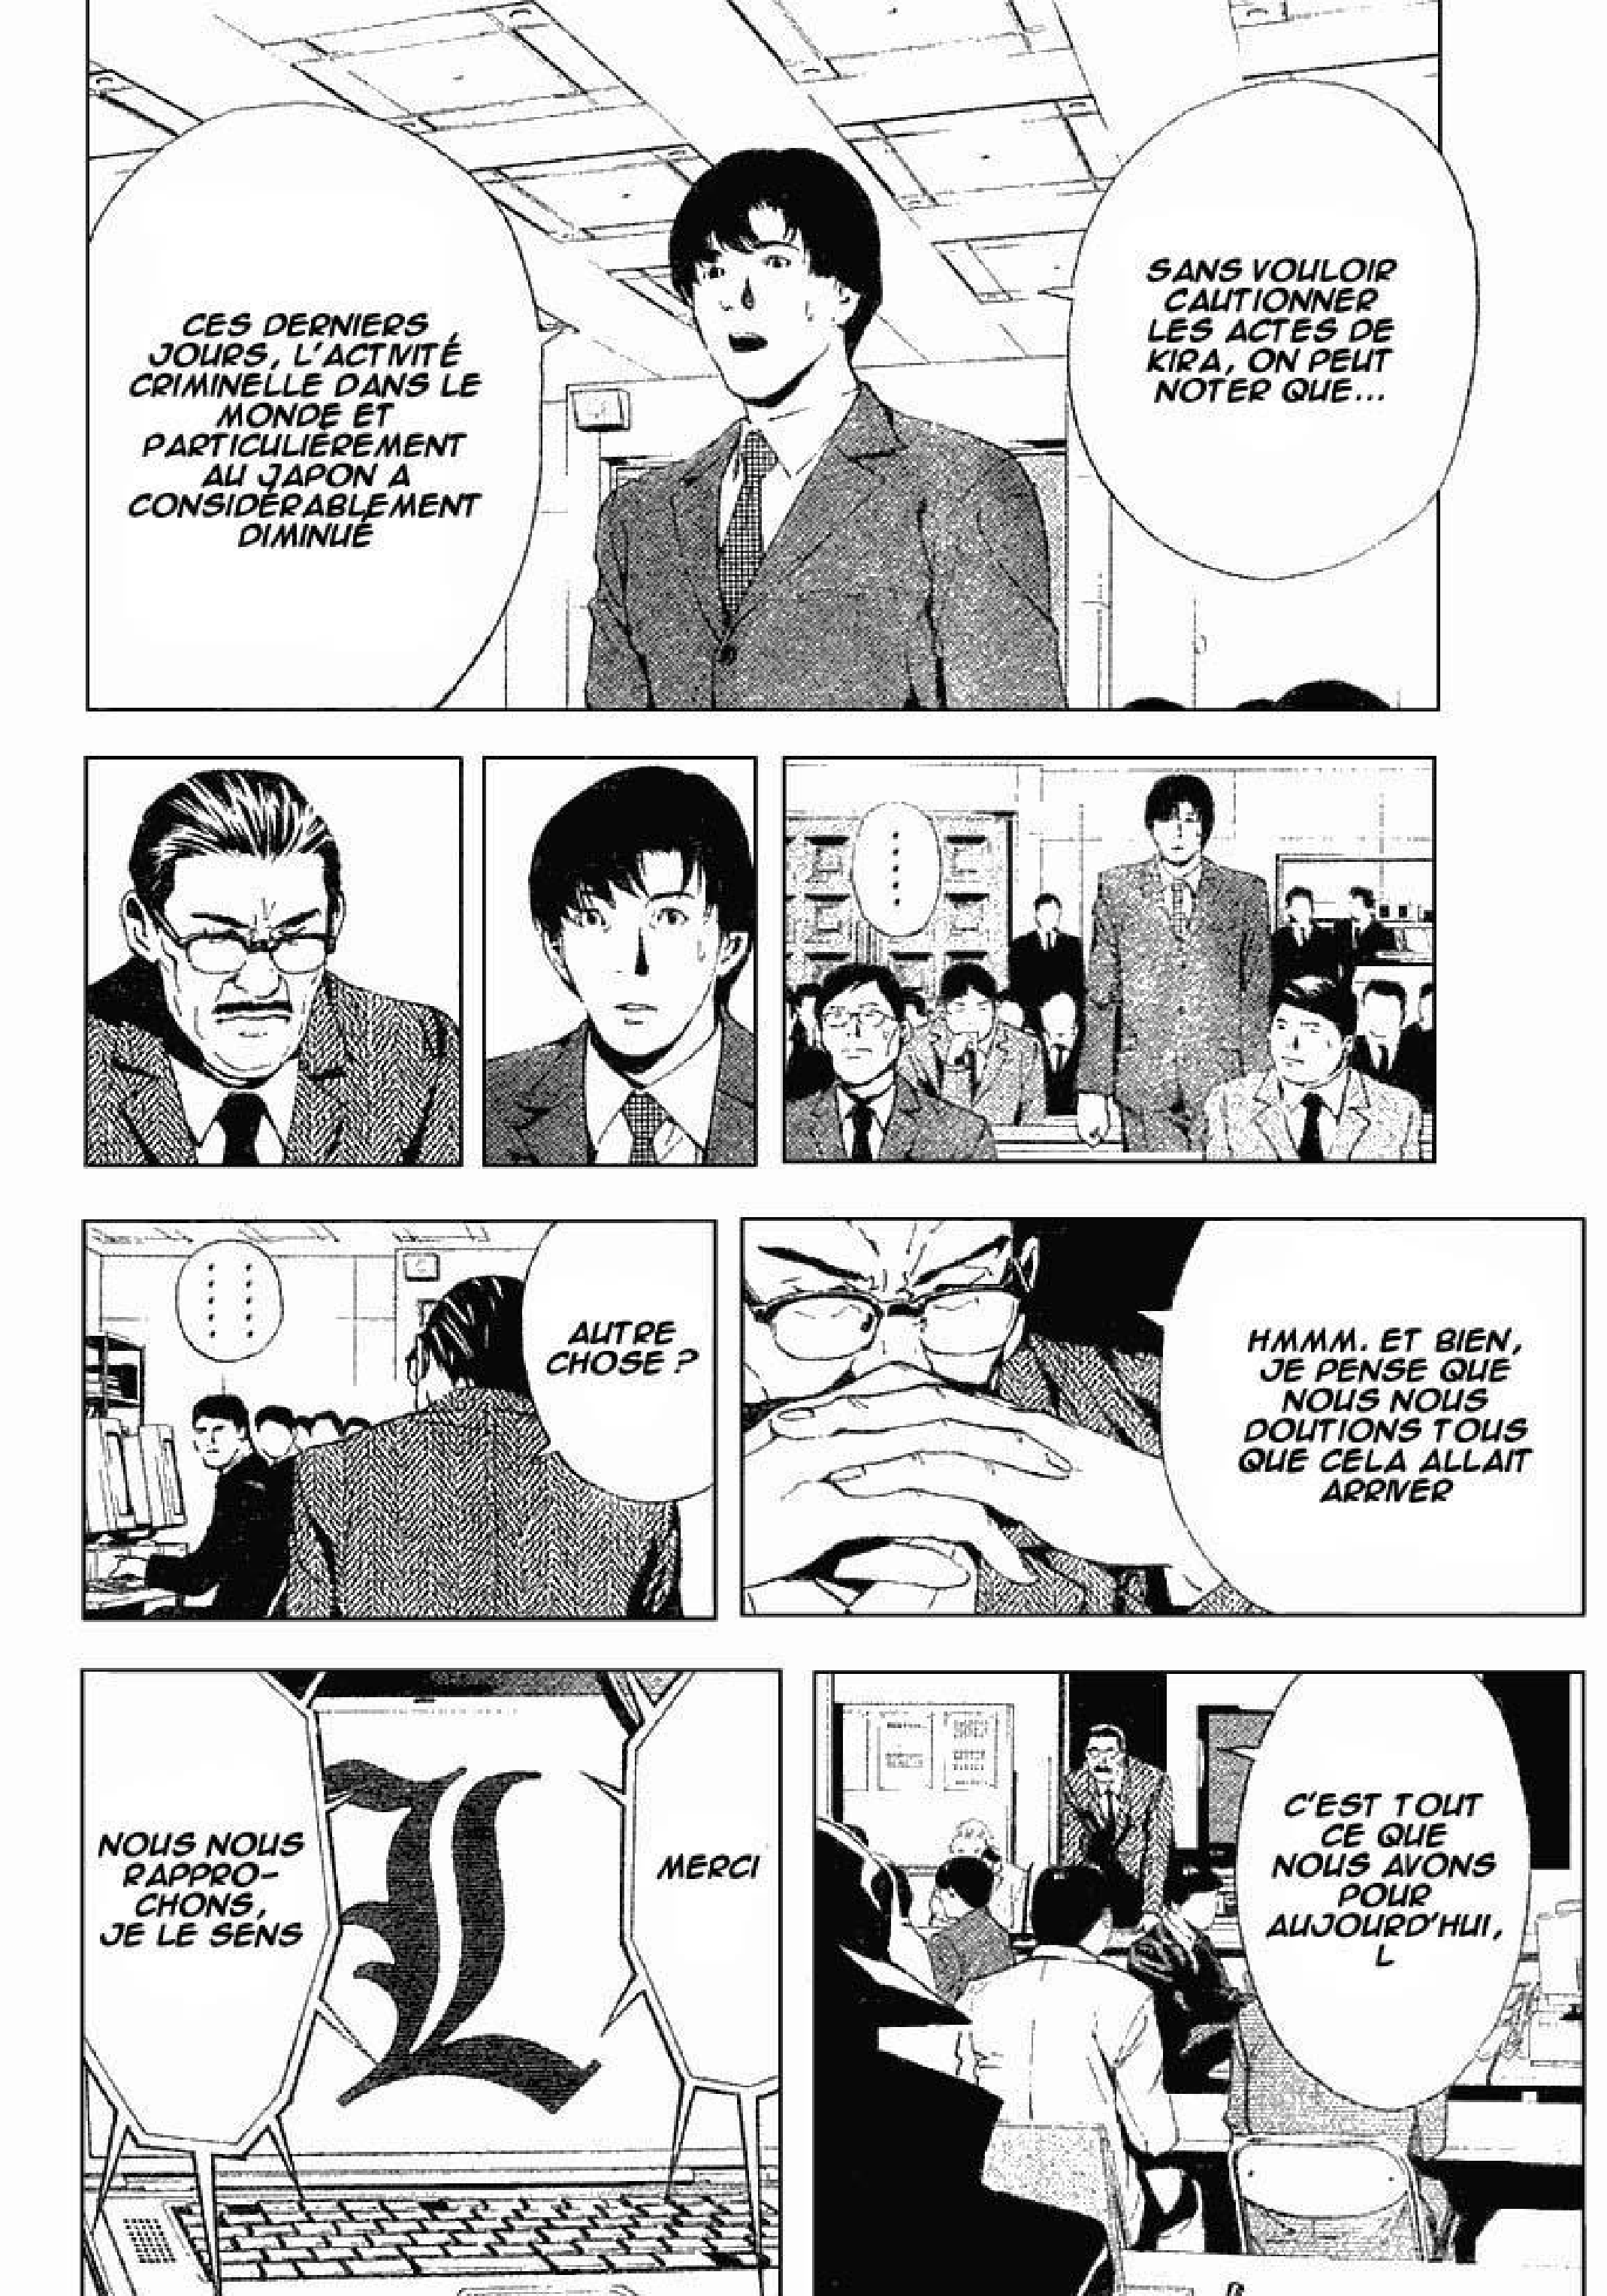 SANS VOULOIR
CAUTIONNER
LES ACTES DE
KIRA, ON PEUT
NOTER QUE...
CES DERNIERS
JOURS, L'ACTIVITÉ
CRIMINELLE DANS LE
MONDE ET
PARTICULIÈREMENT
AU JAPON A
CONSIDÉRABLEMENT
DIMINUÉ
.....
HMMM. ET BIEN,
JE PENSE QUE
NOUS NOUS
DOUTIONS TOUS
QUE CELA ALLAIT
ARRIVER
AUTRE
CHOSE ?
..........
C'EST TOUT
CE QUE
NOUS AVONS
POUR
AUJOURD'HUI,
L
MERCI
L
NOUS NOUS
RAPPRO-
CHONS,
JE LE SENS